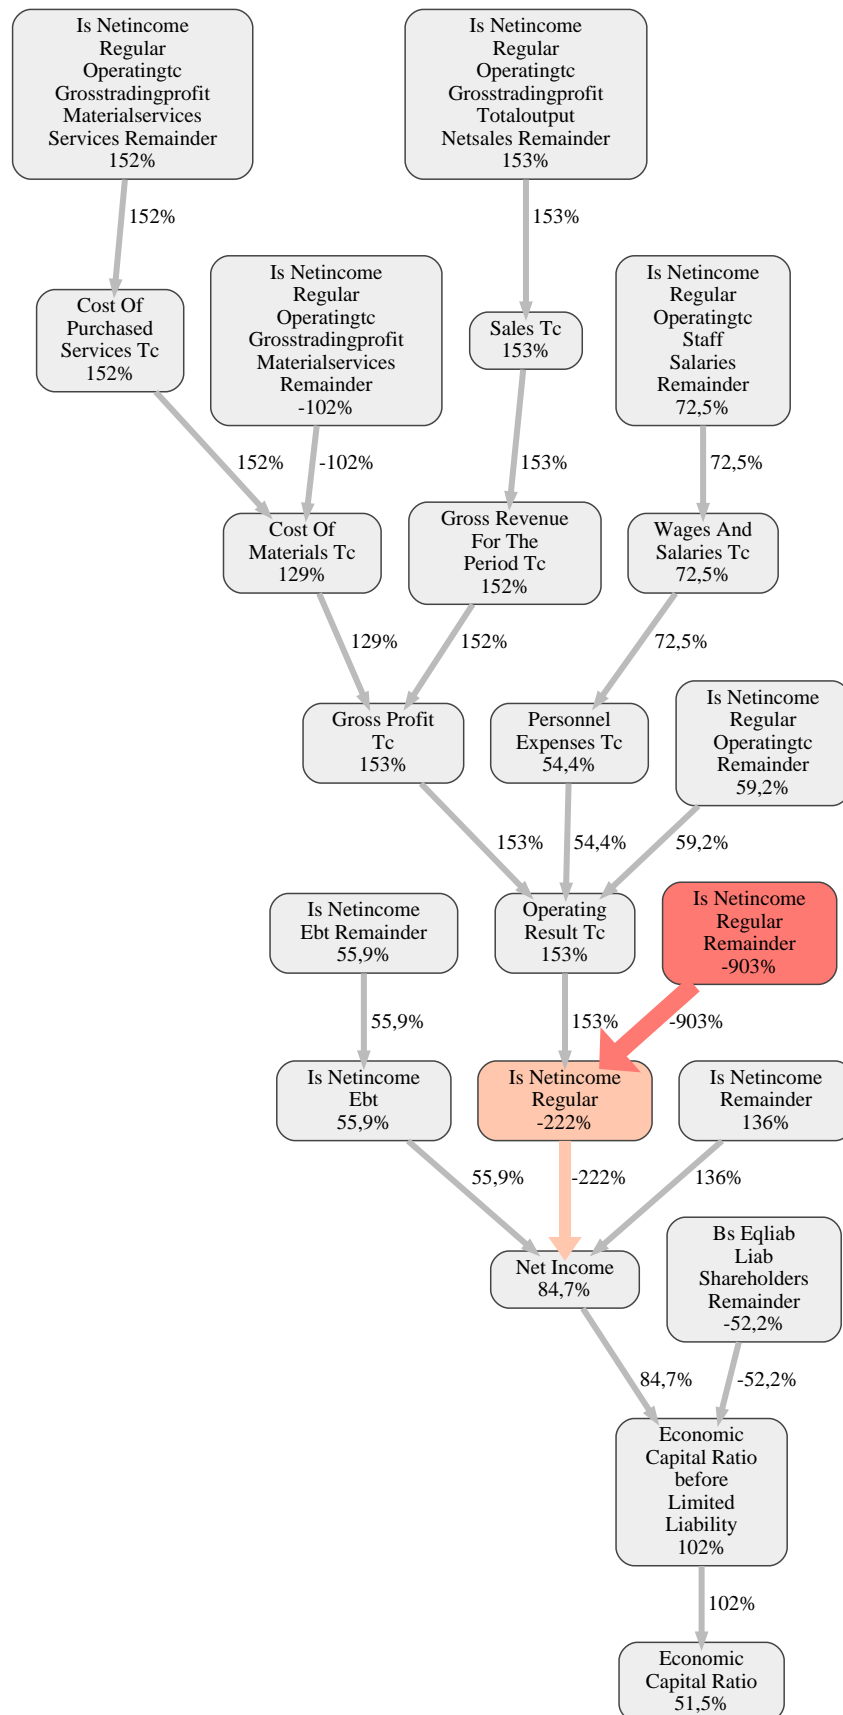 Is Netincome
Regular
Operatingtc
Grosstradingprofit
Materialservices
Services Remainder
152%
Is Netincome
Regular
Operatingtc
Grosstradingprofit
Totaloutput
Netsales Remainder
153%
152%
153%
Cost Of
Purchased
Services Tc
152%
Is Netincome
Regular
Operatingtc
Grosstradingprofit
Materialservices
Remainder
-102%
Sales Tc
153%
Is Netincome
Regular
Operatingtc
Staff
Salaries
Remainder
72,5%
152%
-102%
153%
72,5%
Cost Of
Materials Tc
129%
Gross Revenue
For The
Period Tc
152%
Wages And
Salaries Tc
72,5%
129%
152%
72,5%
Gross Profit
Tc
153%
Personnel
Expenses Tc
54,4%
Is Netincome
Regular
Operatingtc
Remainder
59,2%
153%
54,4%
59,2%
Is Netincome
Ebt Remainder
55,9%
Operating
Result Tc
153%
Is Netincome
Regular
Remainder
-903%
55,9%
153%
-903%
Is Netincome
Ebt
55,9%
Is Netincome
Regular
-222%
Is Netincome
Remainder
136%
55,9%
-222%
136%
Net Income
84,7%
Bs Eqliab
Liab
Shareholders
Remainder
-52,2%
84,7%
-52,2%
Economic
Capital Ratio
before
Limited
Liability
102%
102%
Economic
Capital Ratio
51,5%